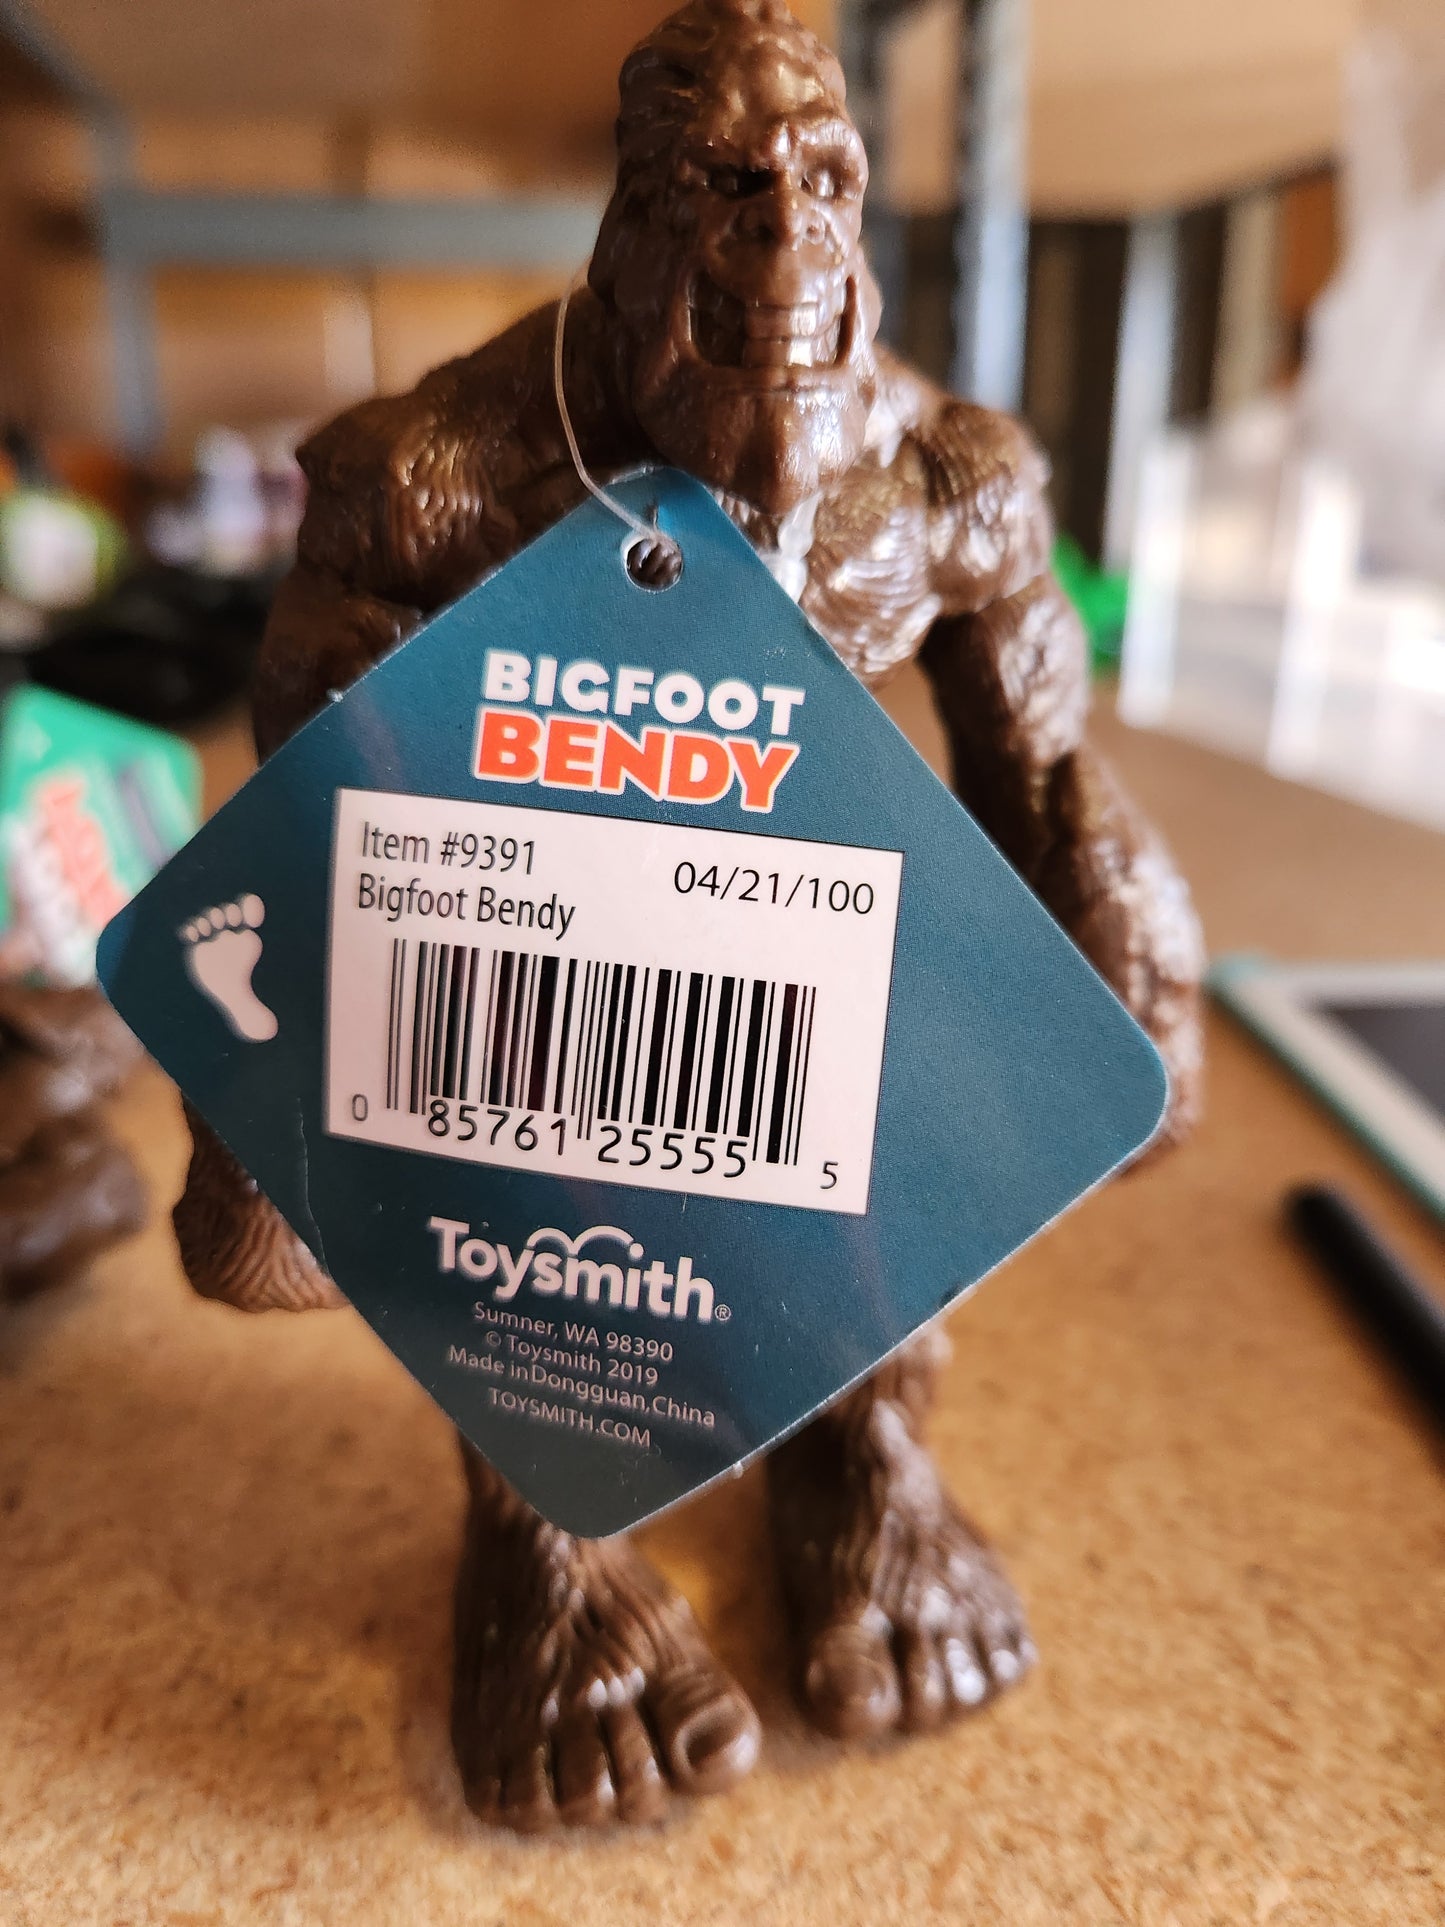 BIGFOOT
BENDY
Item #9391
04/21/100
Bigfoot Bendy
0 85761 25555 5
Toysmith®
Sumner, WA 98390
© Toysmith 2019
Made inDongguan,China
TOYSMITH.COM